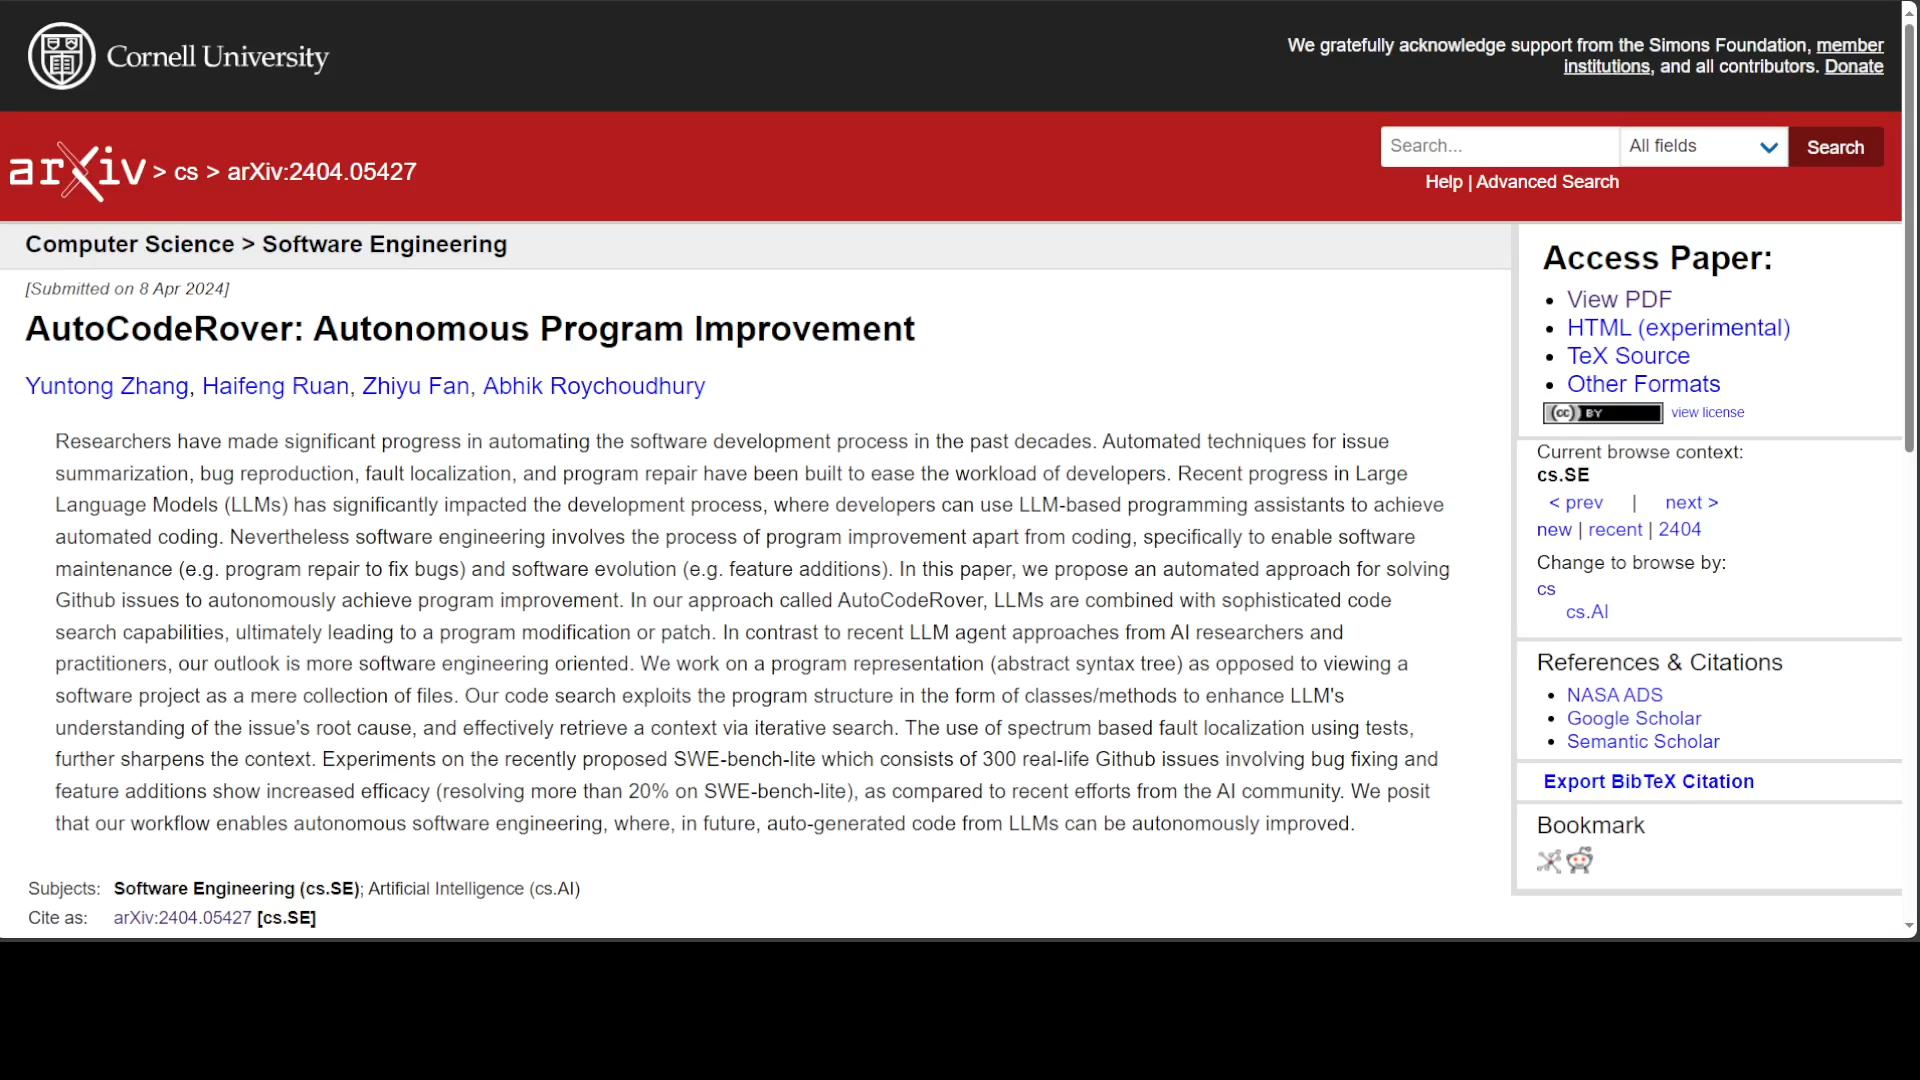 Cornell University
We gratefully acknowledge support from the Simons Foundation, member
institutions, and all contributors. Donate
arXiv > cs > arXiv:2404.05427
Search...
All fields
Search
Help | Advanced Search
Computer Science > Software Engineering
[Submitted on 8 Apr 2024]
AutoCodeRover: Autonomous Program Improvement
Yuntong Zhang, Haifeng Ruan, Zhiyu Fan, Abhik Roychoudhury
Researchers have made significant progress in automating the software development process in the past decades. Automated techniques for issue
summarization, bug reproduction, fault localization, and program repair have been built to ease the workload of developers. Recent progress in Large
Language Models (LLMs) has significantly impacted the development process, where developers can use LLM-based programming assistants to achieve
automated coding. Nevertheless software engineering involves the process of program improvement apart from coding, specifically to enable software
maintenance (e.g. program repair to fix bugs) and software evolution (e.g. feature additions). In this paper, we propose an automated approach for solving
Github issues to autonomously achieve program improvement. In our approach called AutoCodeRover, LLMs are combined with sophisticated code
search capabilities, ultimately leading to a program modification or patch. In contrast to recent LLM agent approaches from AI researchers and
practitioners, our outlook is more software engineering oriented. We work on a program representation (abstract syntax tree) as opposed to viewing a
software project as a mere collection of files. Our code search exploits the program structure in the form of classes/methods to enhance LLM's
understanding of the issue's root cause, and effectively retrieve a context via iterative search. The use of spectrum based fault localization using tests,
further sharpens the context. Experiments on the recently proposed SWE-bench-lite which consists of 300 real-life Github issues involving bug fixing and
feature additions show increased efficacy (resolving more than 20% on SWE-bench-lite), as compared to recent efforts from the AI community. We posit
that our workflow enables autonomous software engineering, where, in future, auto-generated code from LLMs can be autonomously improved.
Subjects: Software Engineering (cs.SE); Artificial Intelligence (cs.AI)
Cite as: arXiv:2404.05427 [cs.SE]
Access Paper:
View PDF
HTML (experimental)
TeX Source
Other Formats
(cc) BY view license
Current browse context:
cs.SE
< prev | next >
new | recent | 2404
Change to browse by:
cs
cs.AI
References & Citations
NASA ADS
Google Scholar
Semantic Scholar
Export BibTeX Citation
Bookmark